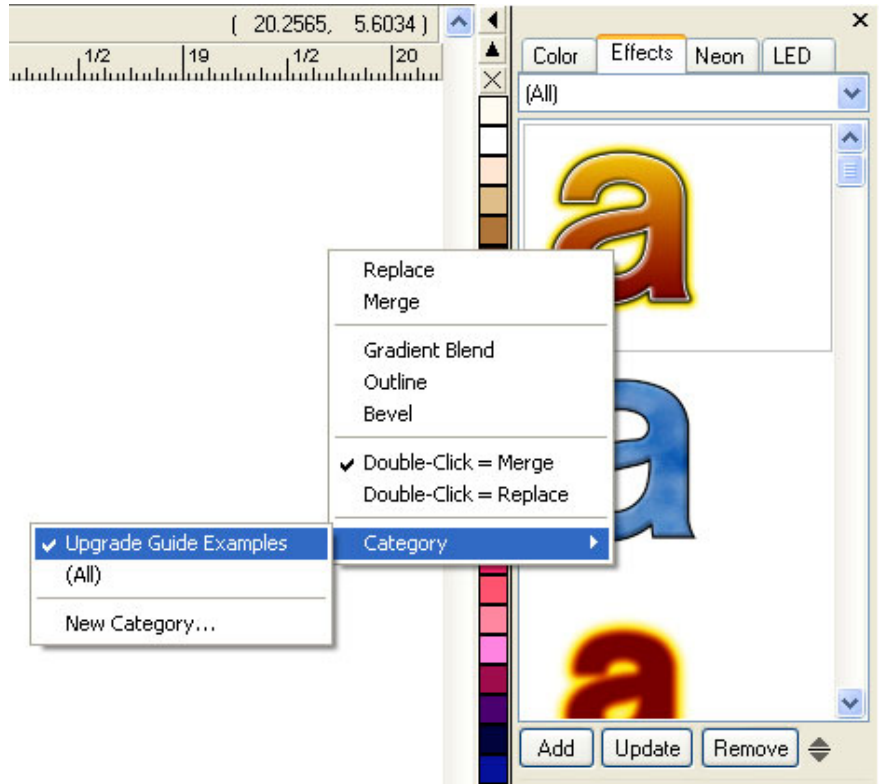 ( 20.2565, 5.6034 )
1/2 19 1/2 20
Color Effects Neon LED
(All)
a
Replace
Merge
Gradient Blend
Outline
Bevel
Double-Click = Merge
Double-Click = Replace
Category
Upgrade Guide Examples
(All)
New Category...
a
a
Add Update Remove